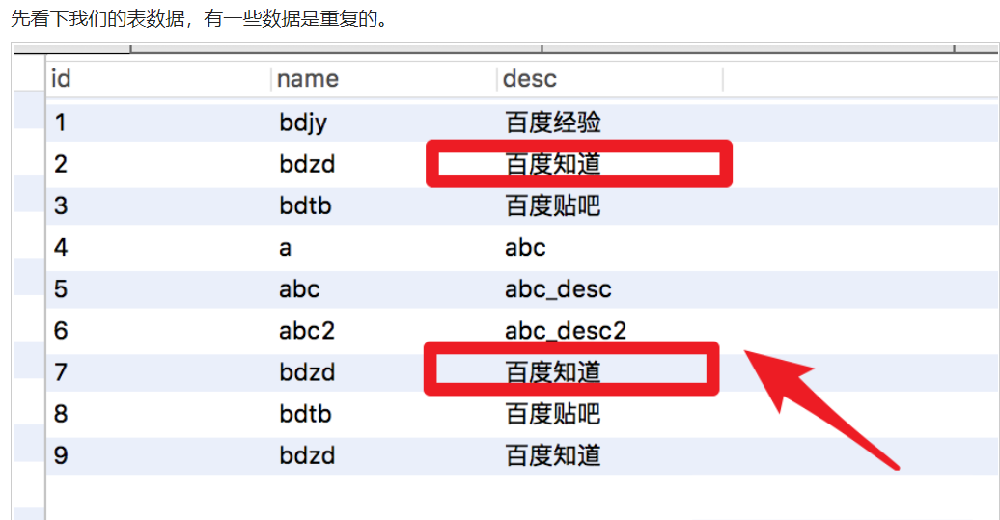 先看下我们的表数据，有一些数据是重复的。
id name desc
1 bdjy 百度经验
2 bdzd 百度知道
3 bdtb 百度贴吧
4 a abc
5 abc abc_desc
6 abc2 abc_desc2
7 bdzd 百度知道
8 bdtb 百度贴吧
9 bdzd 百度知道